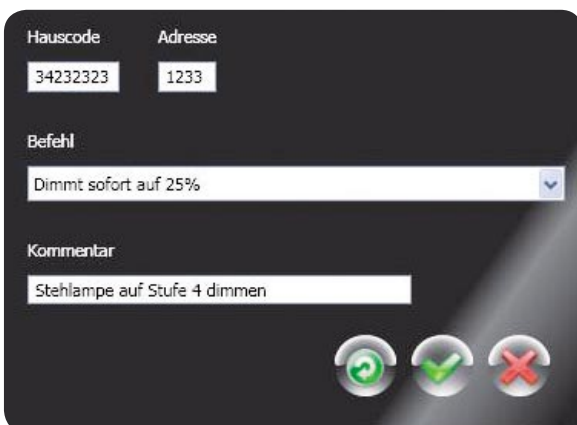 Hauscode Adresse
34232323 1233
Befehl
Dimmt sofort auf 25%
Kommentar
Stehlampe auf Stufe 4 dimmen